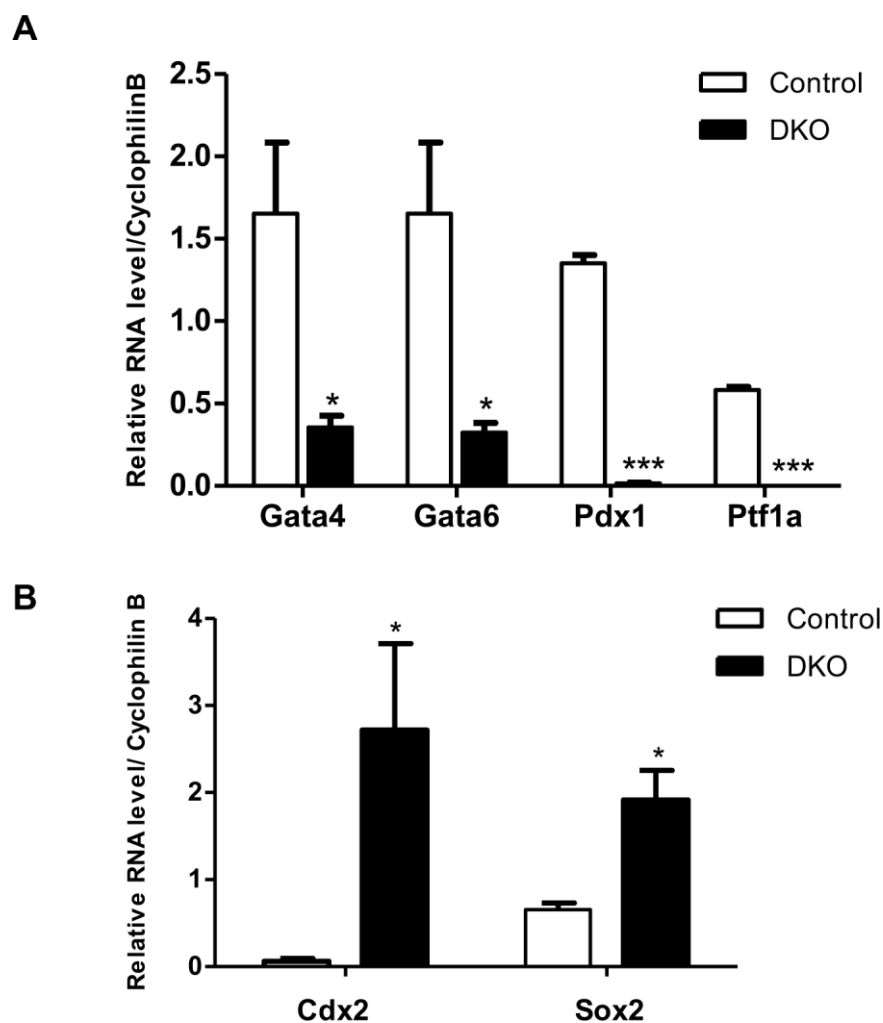 A
Relative RNA level/CyclophilinB
2.5
2.0
1.5
1.0
0.5
0.0
Control
DKO
*
*
***
***
Gata4
Gata6
Pdx1
Ptf1a
B
Relative RNA level/ Cyclophilin B
4
3
2
1
0
Control
DKO
*
*
Cdx2
Sox2